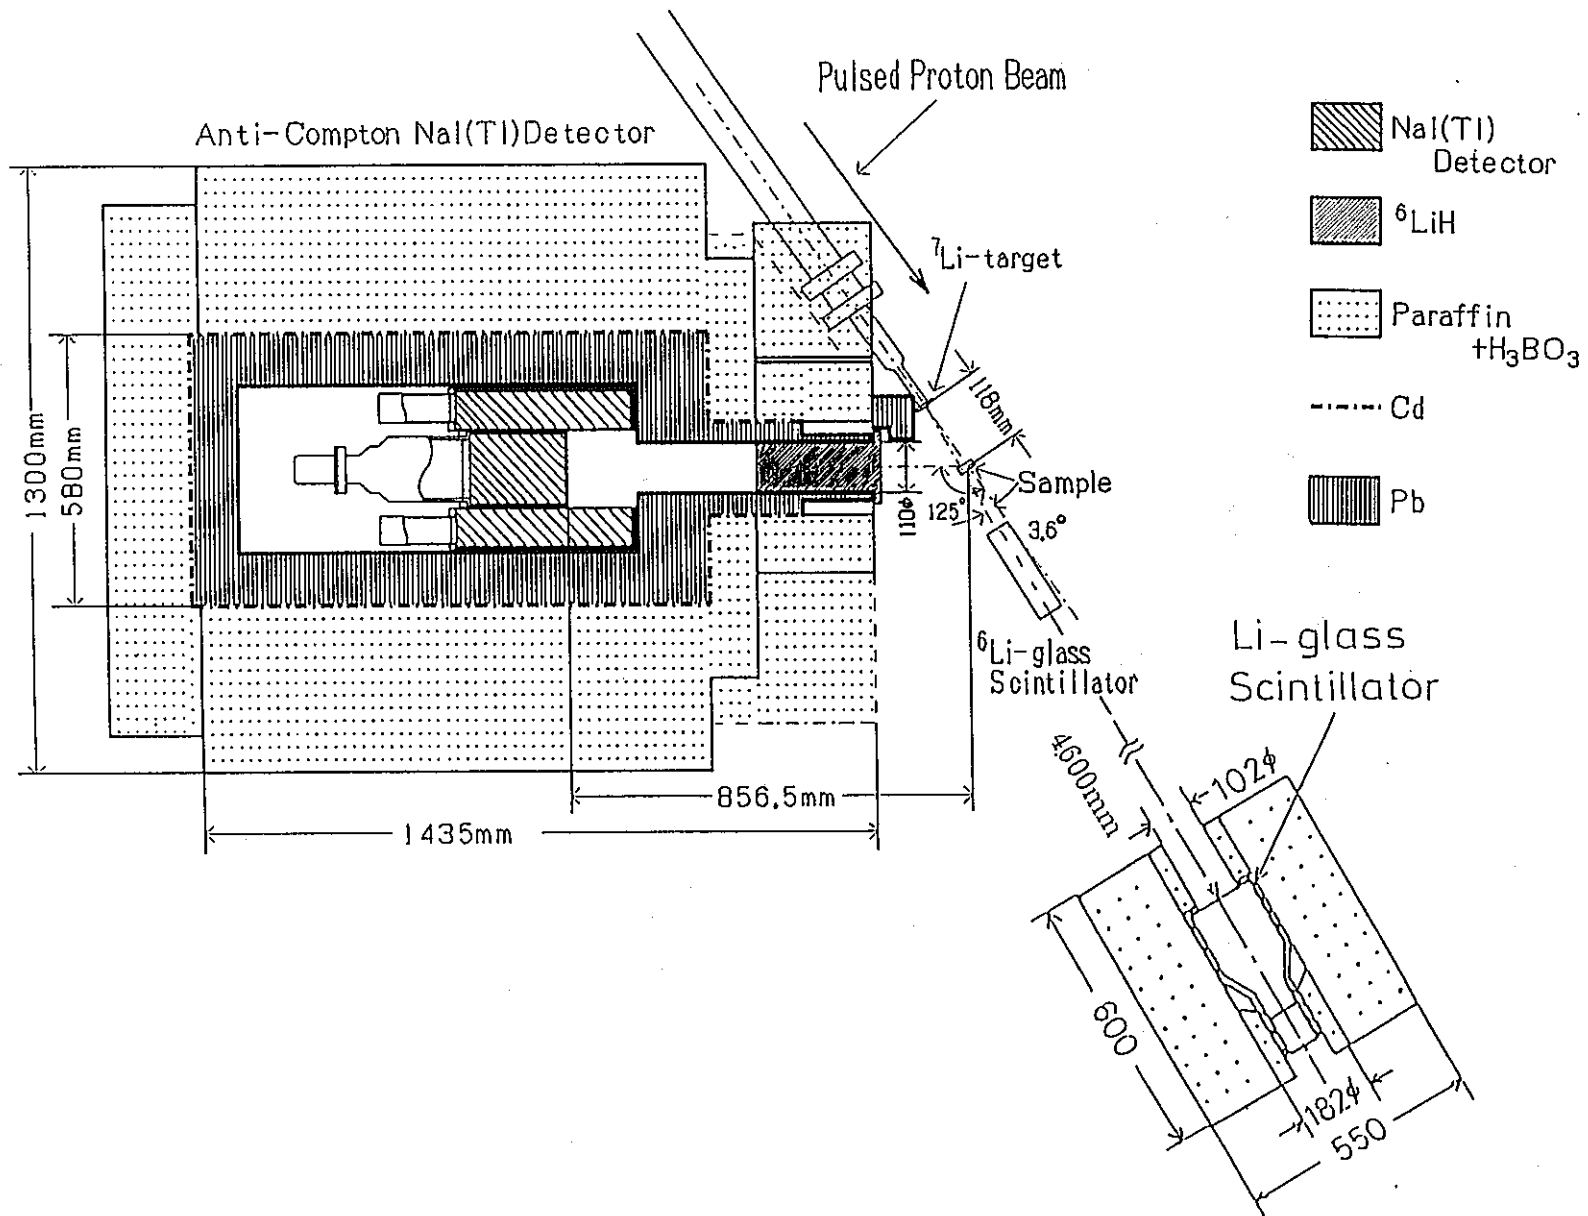 Pulsed Proton Beam
Anti-Compton NaI(Tl)Detector
NaI(Tl)
Detector
⁶LiH
Paraffin
+H₃BO₃
Cd
Pb
⁷Li-target
118mm
Sample
125°
3.6°
110φ
1300mm
580mm
⁶Li-glass
Scintillator
Li-glass
Scintillator
856.5mm
1435mm
4600mm
102φ
600
182φ
550